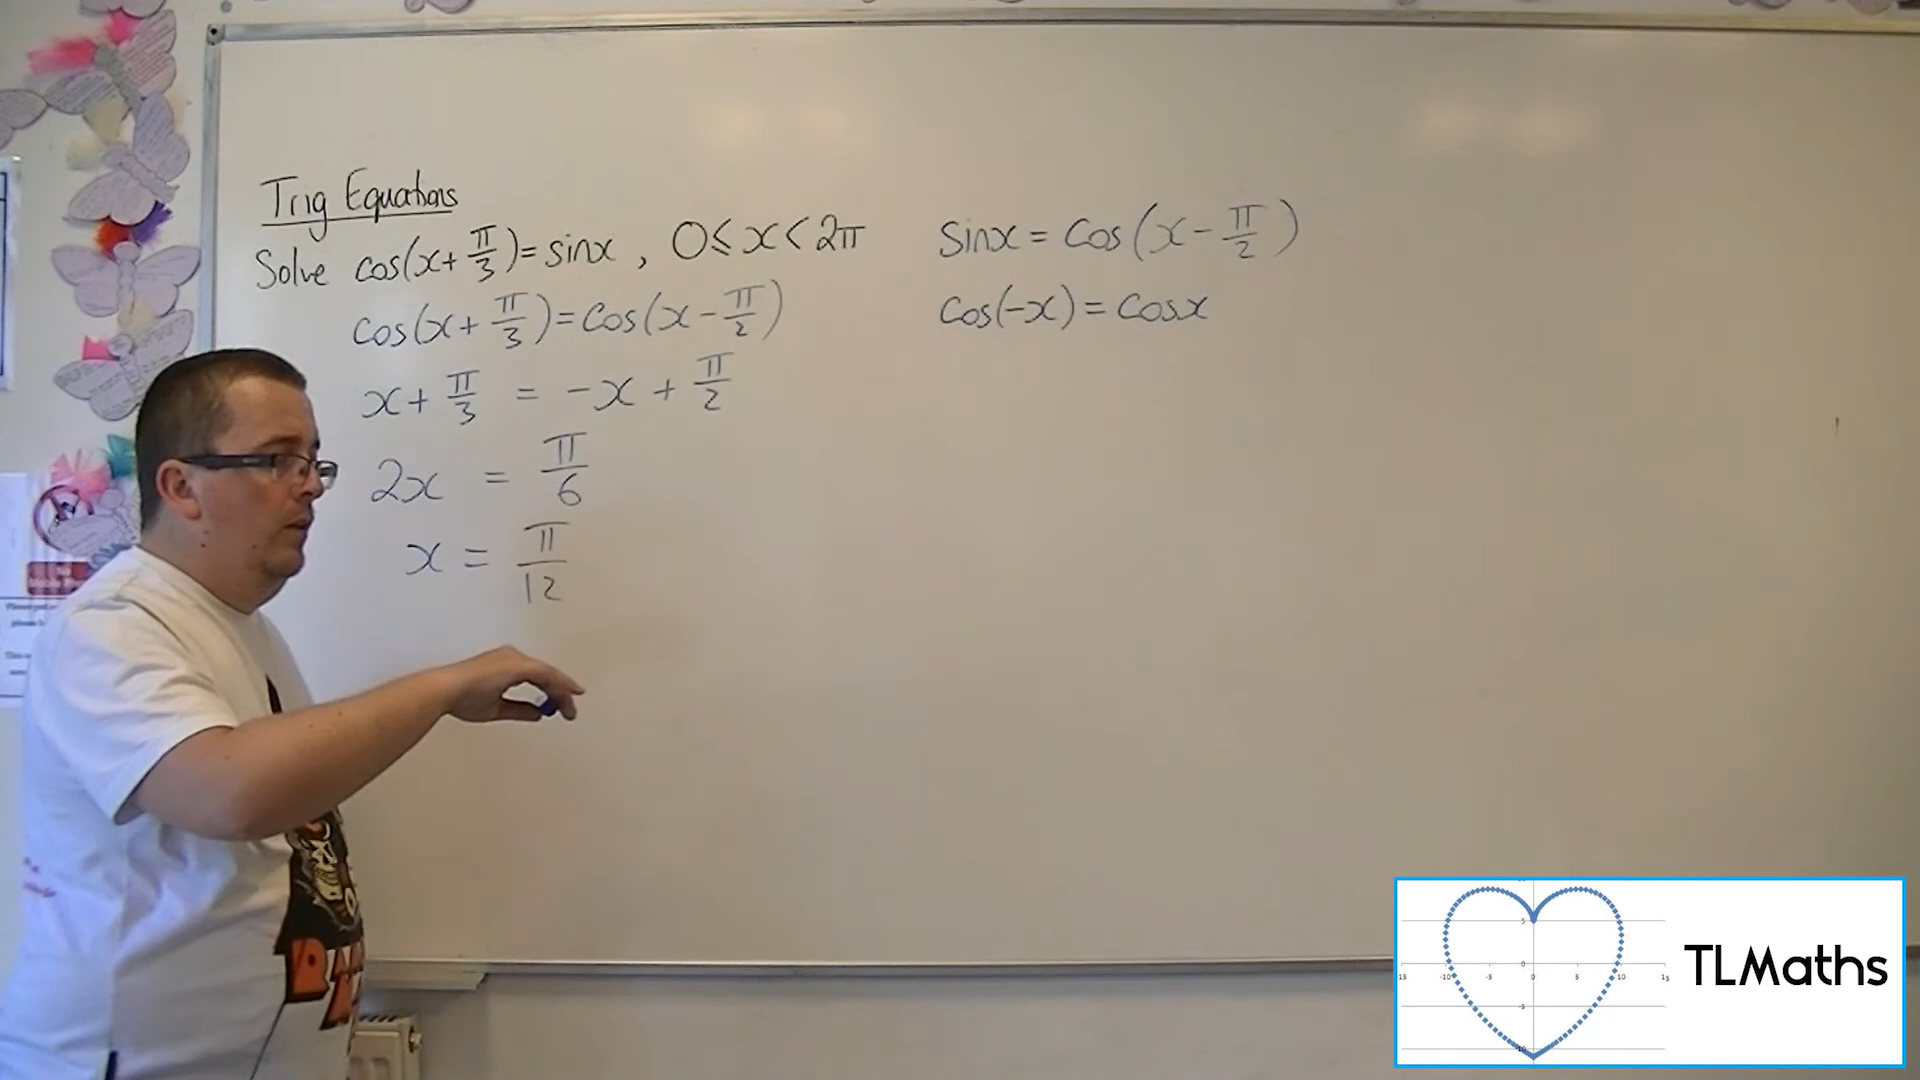 Trig Equations
Solve cos(x+π/3)=sinx , 0≤x<2π
cos(x+π/3)=cos(x-π/2)
x+π/3 = -x+π/2
2x = π/6
x = π/12
sinx=cos(x-π/2)
cos(-x)=cosx
TLMaths